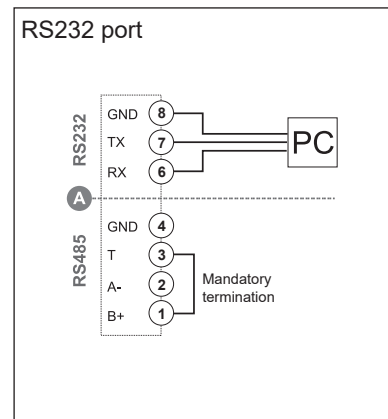 RS232 port
RS232
GND 8
TX 7
RX 6
PC
A
RS485
GND 4
T 3
A- 2
B+ 1
Mandatory
termination